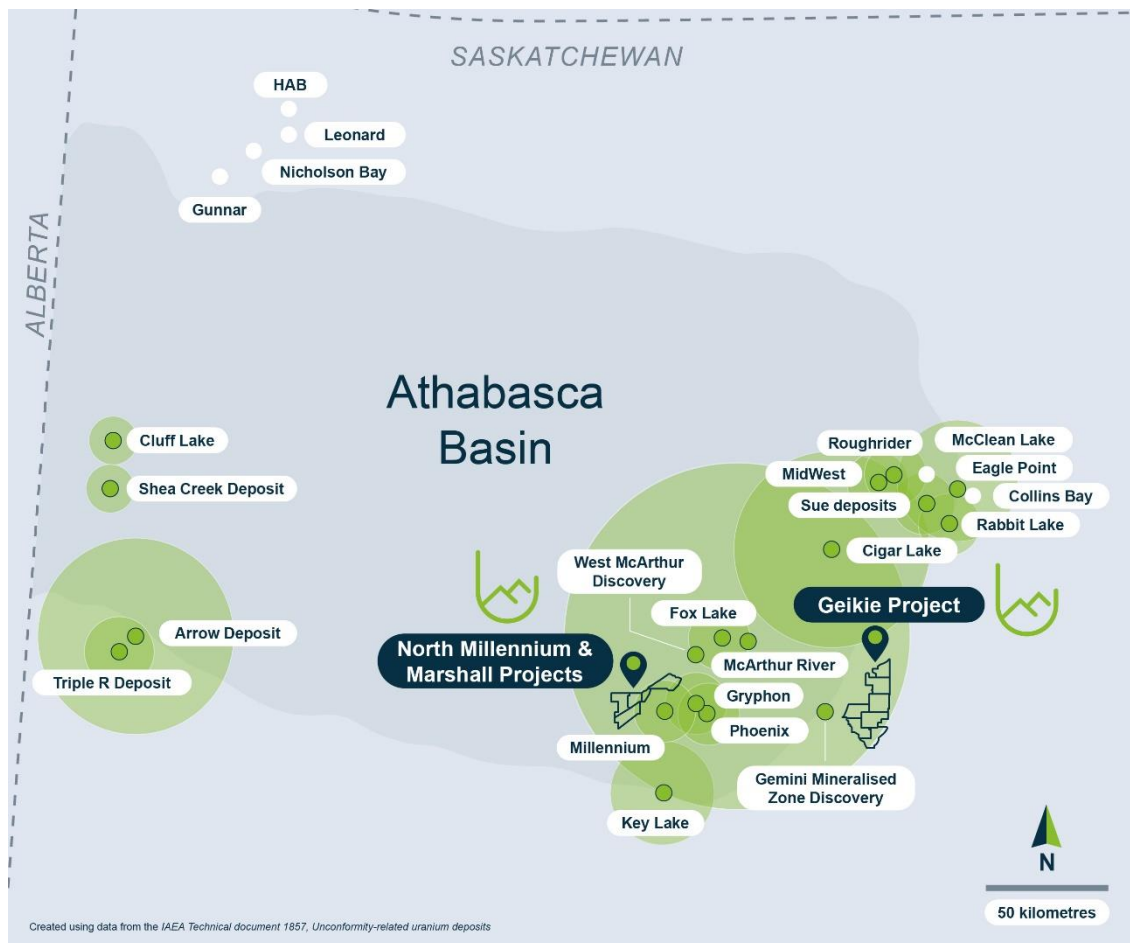 SASKATCHEWAN
HAB
Leonard
Nicholson Bay
Gunnar
ALBERTA
Athabasca
Basin
Cluff Lake
Shea Creek Deposit
Roughrider
McClean Lake
MidWest
Eagle Point
Sue deposits
Collins Bay
Rabbit Lake
Cigar Lake
West McArthur
Discovery
Fox Lake
Geikie Project
Arrow Deposit
Triple R Deposit
North Millennium &
Marshall Projects
McArthur River
Gryphon
Phoenix
Millennium
Gemini Mineralised
Zone Discovery
Key Lake
N
50 kilometres
Created using data from the IAEA Technical document 1857, Unconformity-related uranium deposits